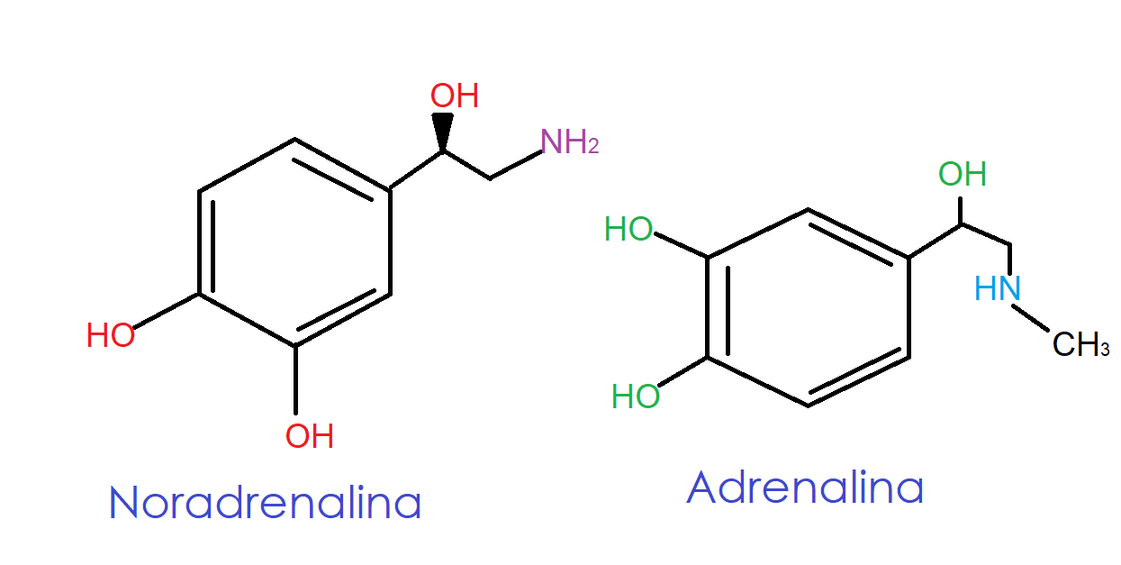 OH
NH2
HO
OH
Noradrenalina
OH
HO
HN
CH3
HO
Adrenalina